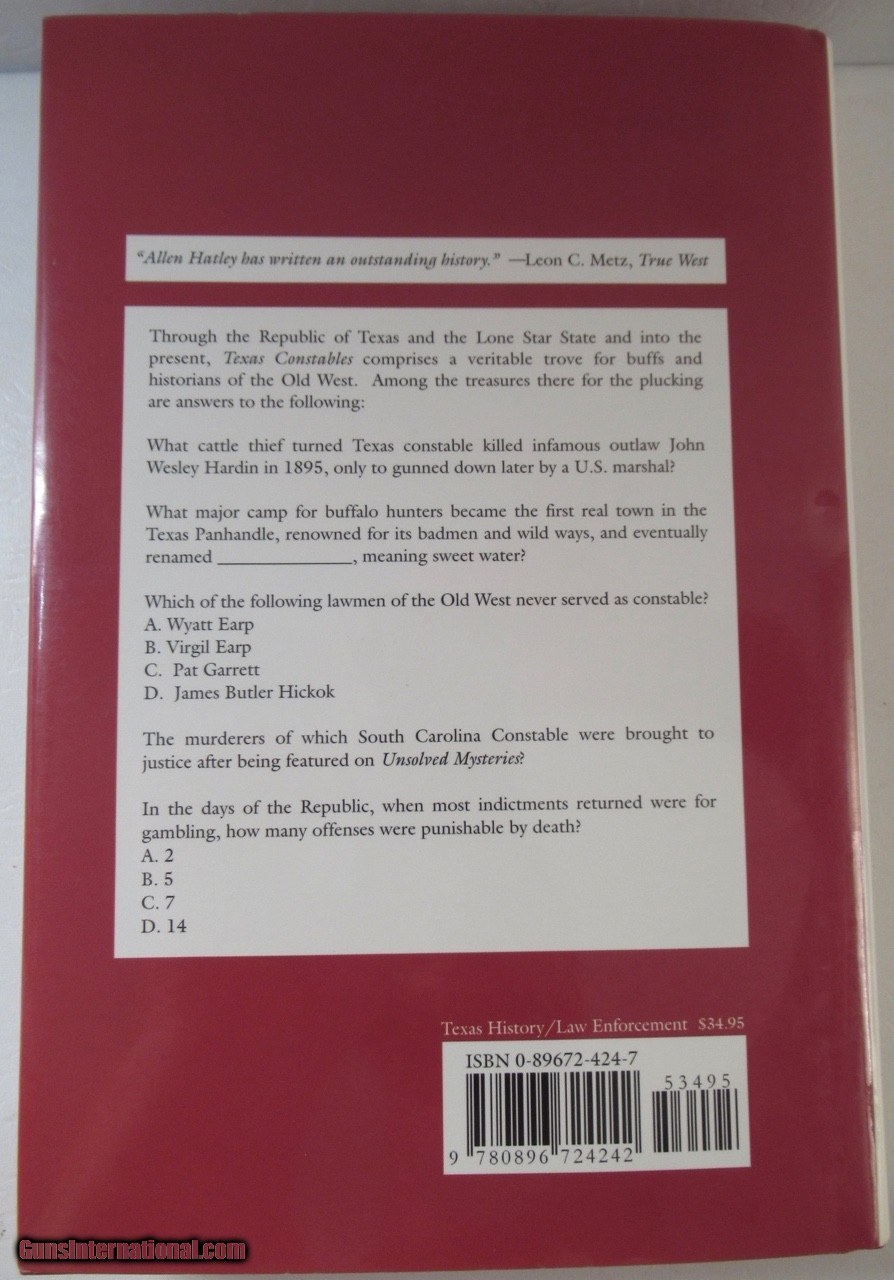 “Allen Hatley has written an outstanding history.” —Leon C. Metz, True West
Through the Republic of Texas and the Lone Star State and into the
present, Texas Constables comprises a veritable trove for buffs and
historians of the Old West. Among the treasures there for the plucking
are answers to the following:
What cattle thief turned Texas constable killed infamous outlaw John
Wesley Hardin in 1895, only to gunned down later by a U.S. marshal?
What major camp for buffalo hunters became the first real town in the
Texas Panhandle, renowned for its badmen and wild ways, and eventually
renamed ______________, meaning sweet water?
Which of the following lawmen of the Old West never served as constable?
A. Wyatt Earp
B. Virgil Earp
C. Pat Garrett
D. James Butler Hickok
The murderers of which South Carolina Constable were brought to
justice after being featured on Unsolved Mysteries?
In the days of the Republic, when most indictments returned were for
gambling, how many offenses were punishable by death?
A. 2
B. 5
C. 7
D. 14
Texas History/Law Enforcement $34.95
ISBN 0-89672-424-7
53495
9 780896 724242
GunsInternational.com